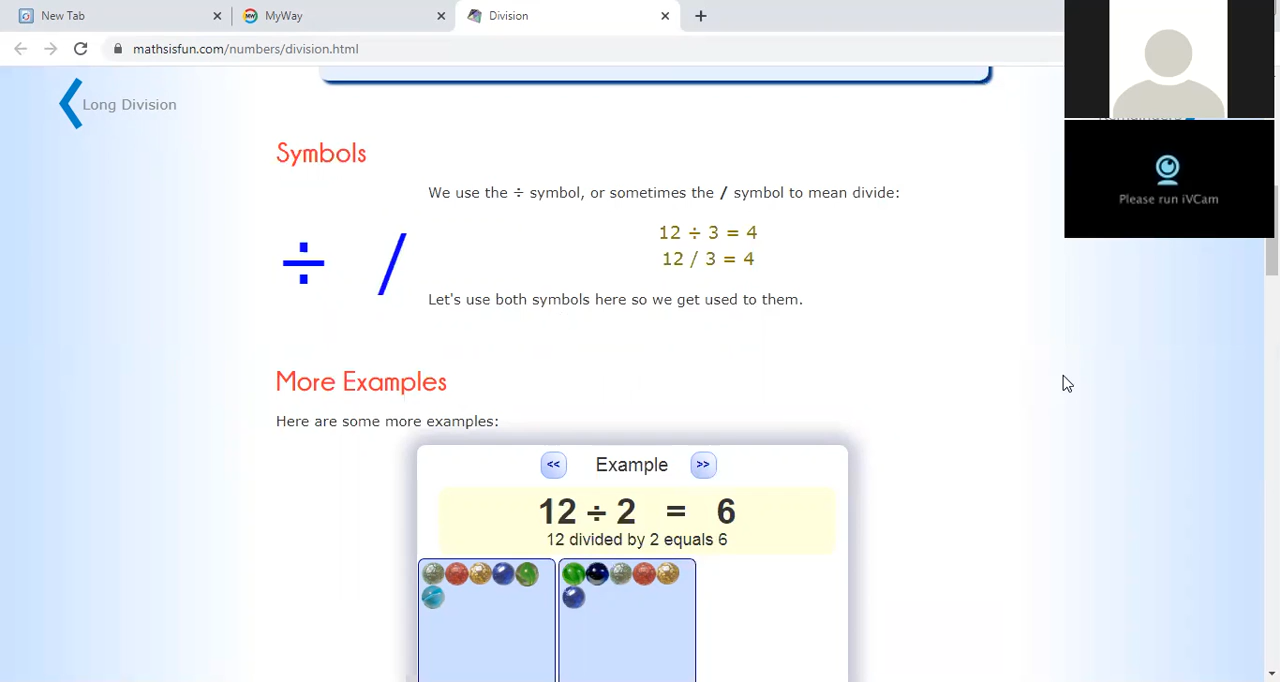 New Tab
MyWay
Division
mathsisfun.com/numbers/division.html
Long Division
Please run iVCam
Symbols
÷ /
We use the ÷ symbol, or sometimes the / symbol to mean divide:
12 ÷ 3 = 4
12 / 3 = 4
Let's use both symbols here so we get used to them.
More Examples
Here are some more examples:
<< Example >>
12 ÷ 2 = 6
12 divided by 2 equals 6